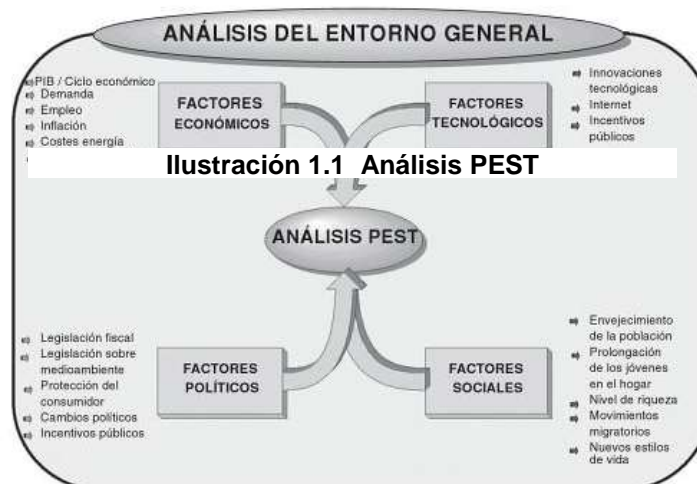 ANÁLISIS DEL ENTORNO GENERAL
PIB / Ciclo económico
Demanda
Empleo
Inflación
Costes energía
FACTORES
ECONÓMICOS
FACTORES
TECNOLÓGICOS
Innovaciones
tecnológicas
Internet
Incentivos
públicos
Ilustración 1.1 Análisis PEST
ANÁLISIS PEST
Legislación fiscal
Legislación sobre
medioambiente
Protección del
consumidor
Cambios políticos
Incentivos públicos
FACTORES
POLÍTICOS
FACTORES
SOCIALES
Envejecimiento
de la población
Prolongación
de los jóvenes
en el hogar
Nivel de riqueza
Movimientos
migratorios
Nuevos estilos
de vida